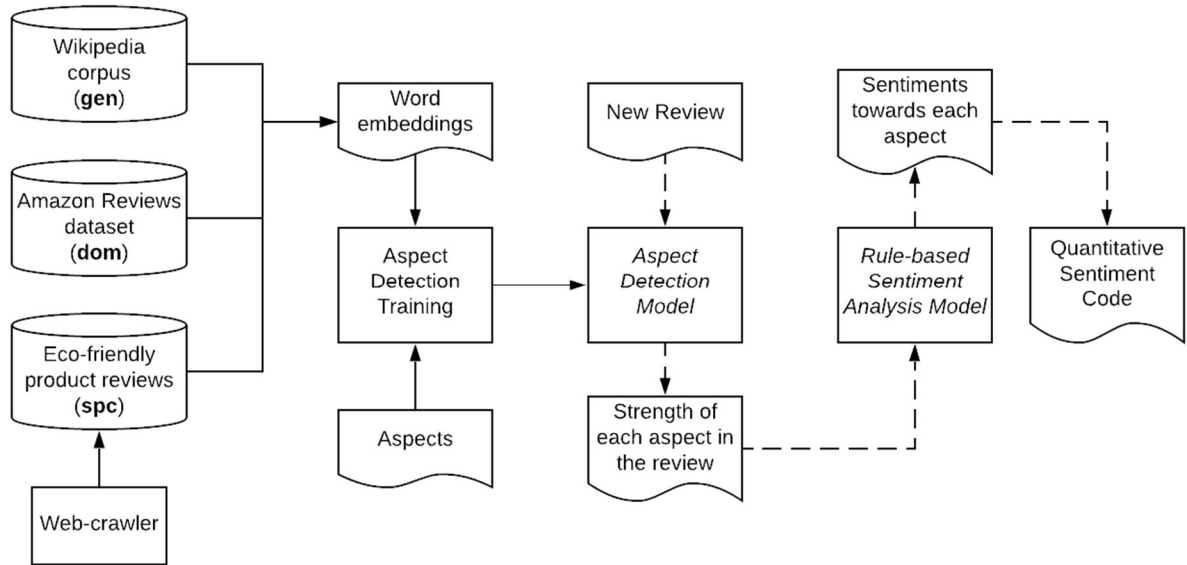 Wikipedia
corpus
(gen)
Amazon Reviews
dataset
(dom)
Eco-friendly
product reviews
(spc)
Web-crawler
Word
embeddings
Aspect
Detection
Training
Aspects
New Review
Aspect
Detection
Model
Strength of
each aspect in
the review
Sentiments
towards each
aspect
Rule-based
Sentiment
Analysis Model
Quantitative
Sentiment
Code